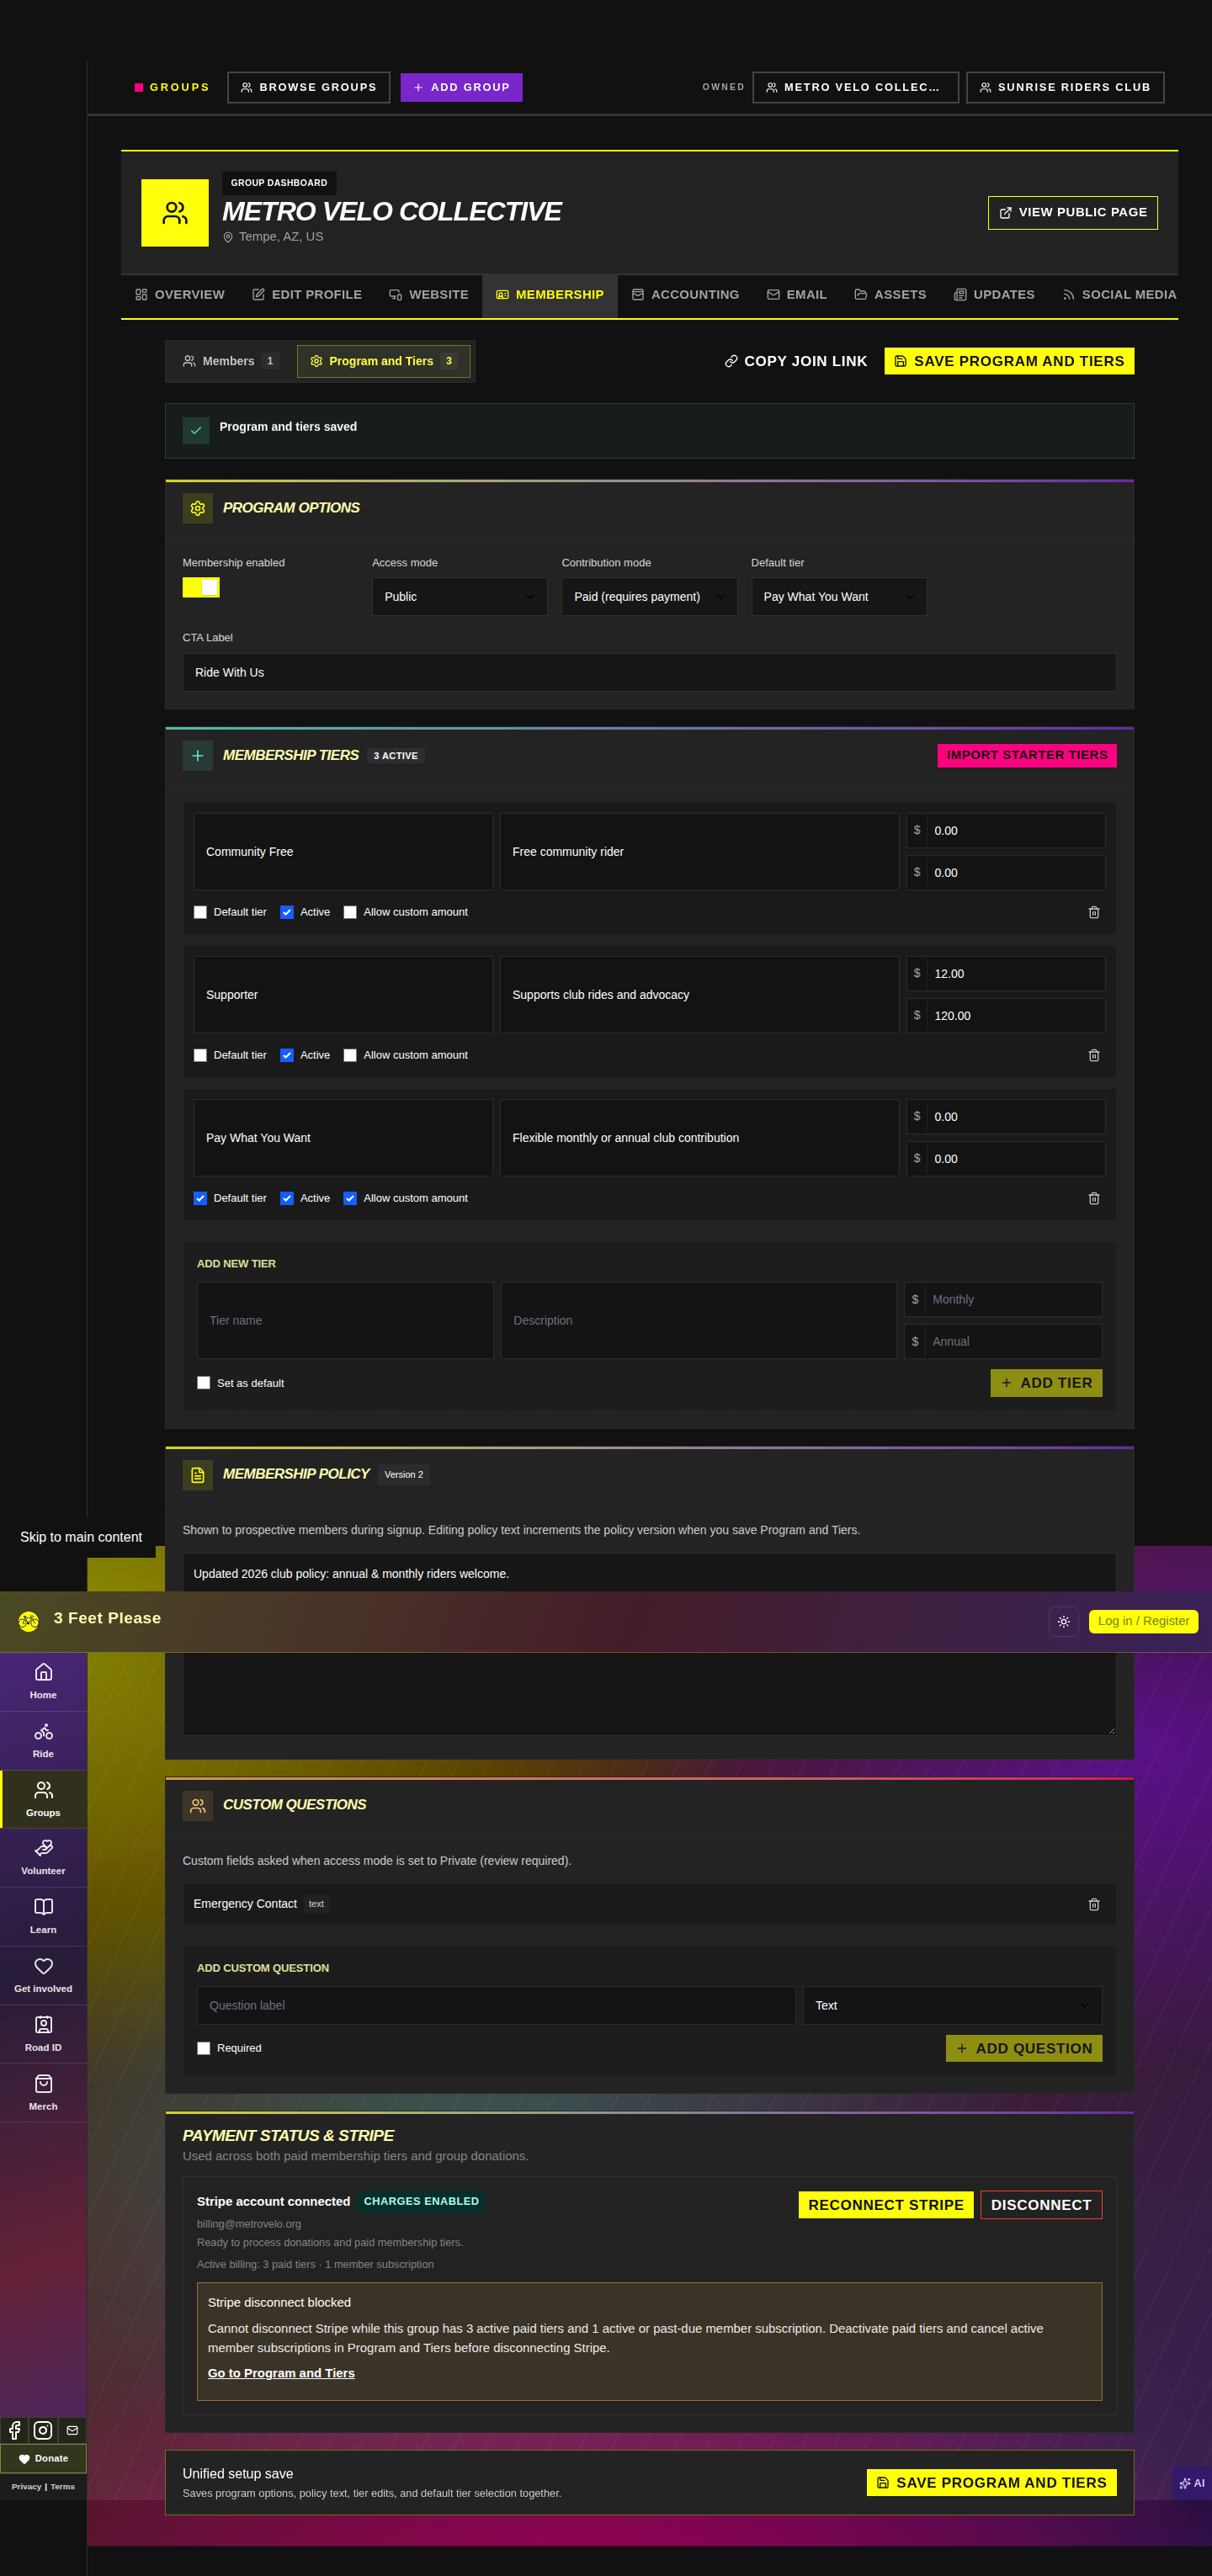 GROUPS
BROWSE GROUPS
ADD GROUP
OWNED
METRO VELO COLLEC...
SUNRISE RIDERS CLUB
GROUP DASHBOARD
METRO VELO COLLECTIVE
Tempe, AZ, US
VIEW PUBLIC PAGE
OVERVIEW
EDIT PROFILE
WEBSITE
MEMBERSHIP
ACCOUNTING
EMAIL
ASSETS
UPDATES
SOCIAL MEDIA
Members 1
Program and Tiers 3
COPY JOIN LINK
SAVE PROGRAM AND TIERS
Program and tiers saved
PROGRAM OPTIONS
Membership enabled
Access mode
Contribution mode
Default tier
Public
Paid (requires payment)
Pay What You Want
CTA Label
Ride With Us
MEMBERSHIP TIERS
3 ACTIVE
IMPORT STARTER TIERS
Community Free
Free community rider
$ 0.00
$ 0.00
Default tier
Active
Allow custom amount
Supporter
Supports club rides and advocacy
$ 12.00
$ 120.00
Default tier
Active
Allow custom amount
Pay What You Want
Flexible monthly or annual club contribution
$ 0.00
$ 0.00
Default tier
Active
Allow custom amount
ADD NEW TIER
Tier name
Description
$ Monthly
$ Annual
Set as default
ADD TIER
MEMBERSHIP POLICY
Version 2
Shown to prospective members during signup. Editing policy text increments the policy version when you save Program and Tiers.
Skip to main content
Updated 2026 club policy: annual & monthly riders welcome.
3 Feet Please
Log in / Register
Home
Ride
Groups
Volunteer
Learn
Get involved
Road ID
Merch
CUSTOM QUESTIONS
Custom fields asked when access mode is set to Private (review required).
Emergency Contact
text
ADD CUSTOM QUESTION
Question label
Text
Required
ADD QUESTION
PAYMENT STATUS & STRIPE
Used across both paid membership tiers and group donations.
Stripe account connected
CHARGES ENABLED
RECONNECT STRIPE
DISCONNECT
billing@metrovelo.org
Ready to process donations and paid membership tiers.
Active billing: 3 paid tiers · 1 member subscription
Stripe disconnect blocked
Cannot disconnect Stripe while this group has 3 active paid tiers and 1 active or past-due member subscription. Deactivate paid tiers and cancel active
member subscriptions in Program and Tiers before disconnecting Stripe.
Go to Program and Tiers
Donate
Privacy | Terms
Unified setup save
Saves program options, policy text, tier edits, and default tier selection together.
SAVE PROGRAM AND TIERS
AI